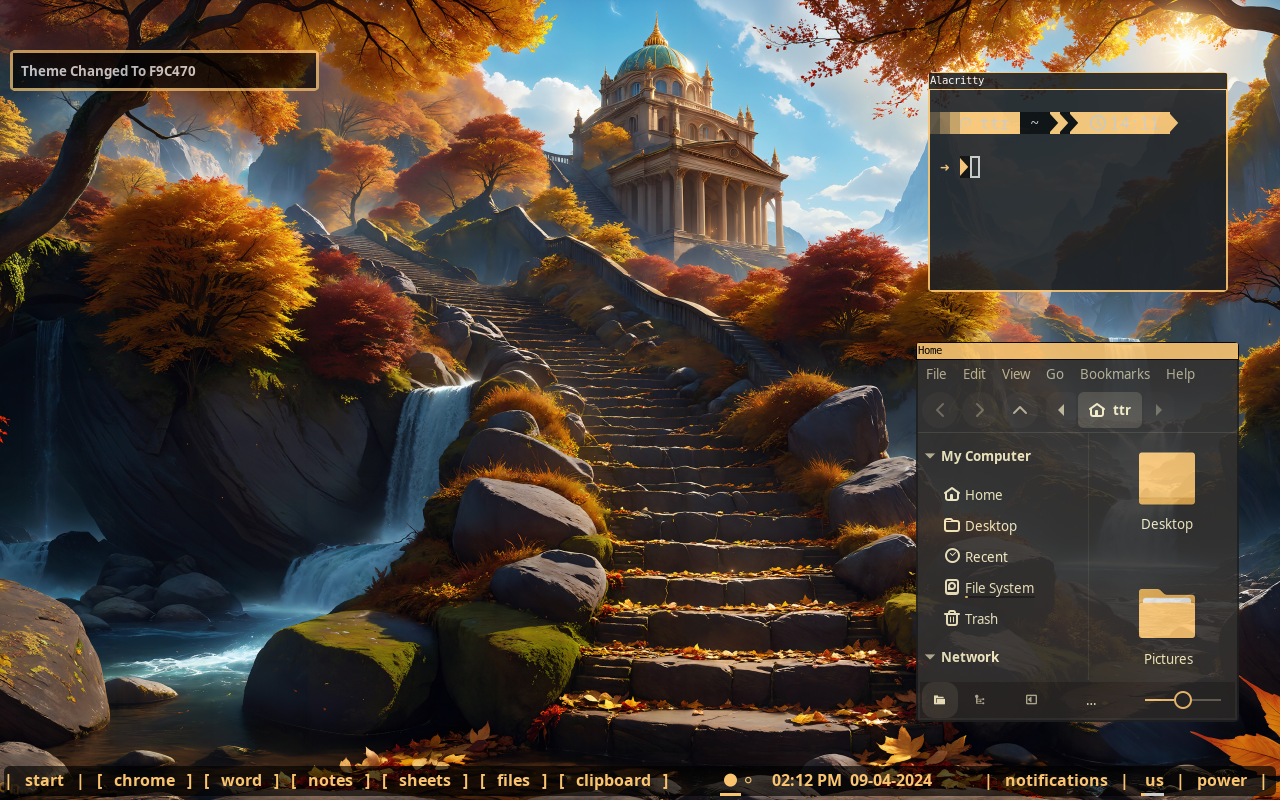 Theme Changed To F9C470
Alacritty
~
Home
File Edit View Go Bookmarks Help
ttr
My Computer
Home
Desktop
Recent
File System
Trash
Network
Desktop
Pictures
...
| start | [ chrome ] [ word ] [ notes ] [ sheets ] [ files ] [ clipboard ] 02:12 PM 09-04-2024 | notifications | us | power |